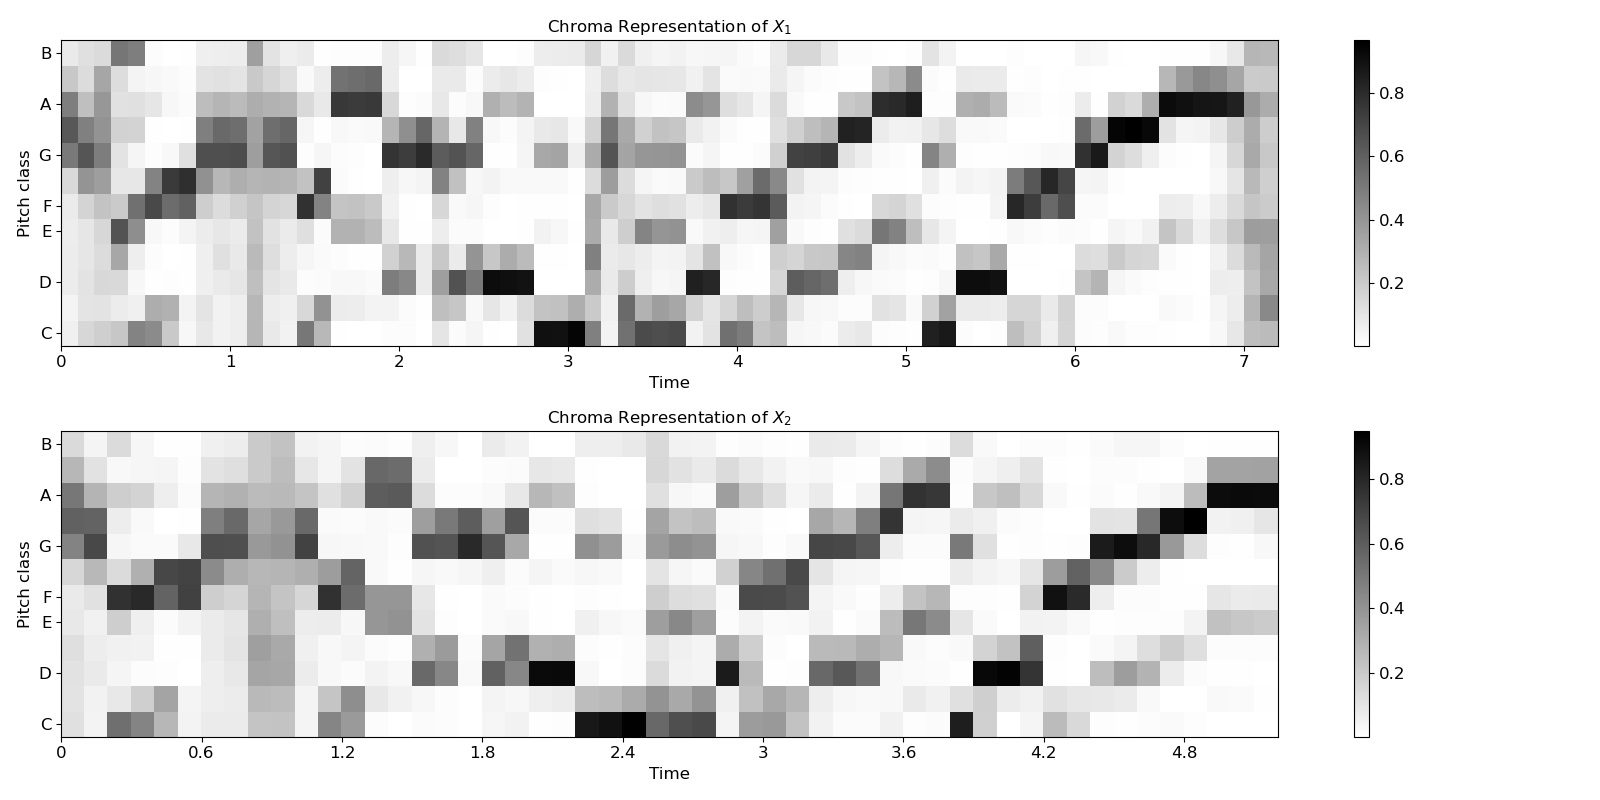 Chroma Representation of X₁
B
A
G
F
E
D
C
Pitch class
0 1 2 3 4 5 6 7
Time
0.8
0.6
0.4
0.2
Chroma Representation of X₂
B
A
G
F
E
D
C
Pitch class
0 0.6 1.2 1.8 2.4 3 3.6 4.2 4.8
Time
0.8
0.6
0.4
0.2